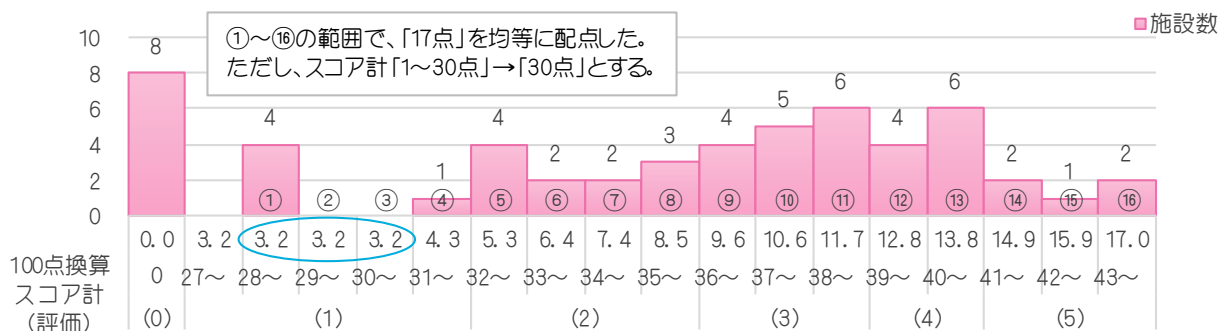 施設数
①～⑯の範囲で、「17点」を均等に配点した。
ただし、スコア計「1～30点」→「30点」とする。
10
8
6
4
2
0
8 4 1 4 2 2 3 4 5 6 4 6 2 1 2
① ② ③ ④ ⑤ ⑥ ⑦ ⑧ ⑨ ⑩ ⑪ ⑫ ⑬ ⑭ ⑮ ⑯
0.0 3.2 3.2 3.2 3.2 4.3 5.3 6.4 7.4 8.5 9.6 10.6 11.7 12.8 13.8 14.9 15.9 17.0
100点換算
スコア計 0 27～ 28～ 29～ 30～ 31～ 32～ 33～ 34～ 35～ 36～ 37～ 38～ 39～ 40～ 41～ 42～ 43～
（評価） (0) (1) (2) (3) (4) (5)